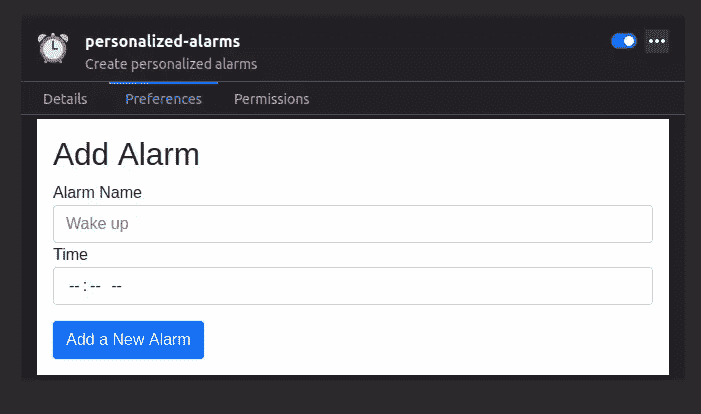 personalized-alarms
Create personalized alarms
Details Preferences Permissions
Add Alarm
Alarm Name
Wake up
Time
--:-- --
Add a New Alarm